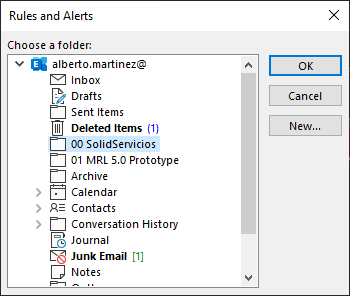 Rules and Alerts
Choose a folder:
alberto.martinez@
Inbox
Drafts
Sent Items
Deleted Items (1)
00 SolidServicios
01 MRL 5.0 Prototype
Archive
Calendar
Contacts
Conversation History
Journal
Junk Email [1]
Notes
OK
Cancel
New...